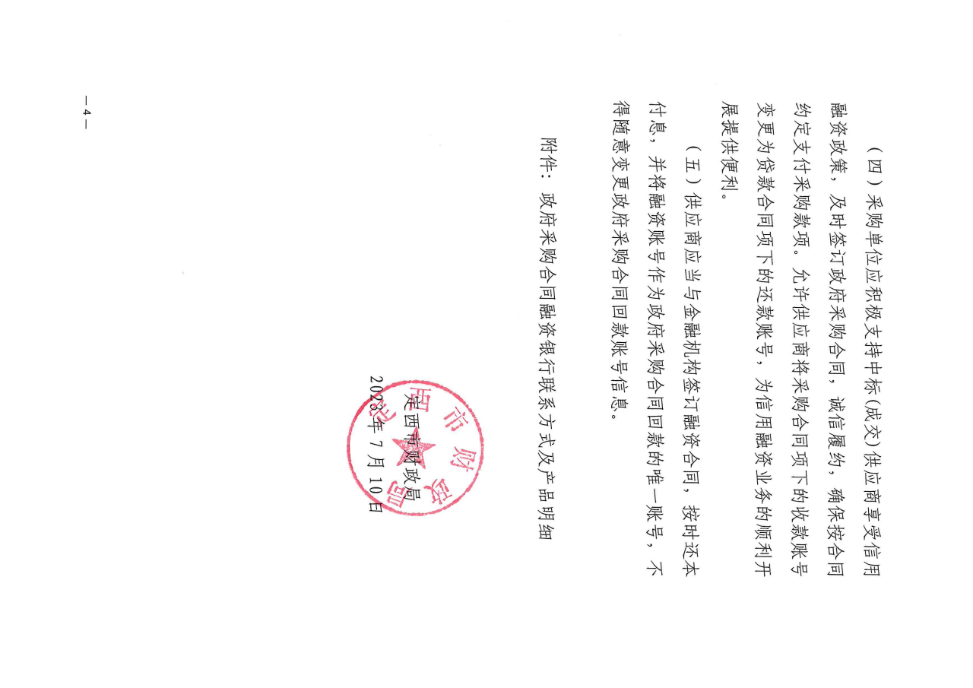 （四）采购单位应积极支持中标(成交)供应商享受信用
融资政策，及时签订政府采购合同，诚信履约，确保按合同
约定支付采购款项。允许供应商将采购合同项下的收款账号
变更为贷款合同项下的还款账号，为信用融资业务的顺利开
展提供便利。
（五）供应商应当与金融机构签订融资合同，按时还本
付息，并将融资账号作为政府采购合同回款的唯一账号，不
得随意变更政府采购合同回款账号信息。
附件：政府采购合同融资银行联系方式及产品明细
定西市财政局
定西市财政局
2023年7月10日
—4—